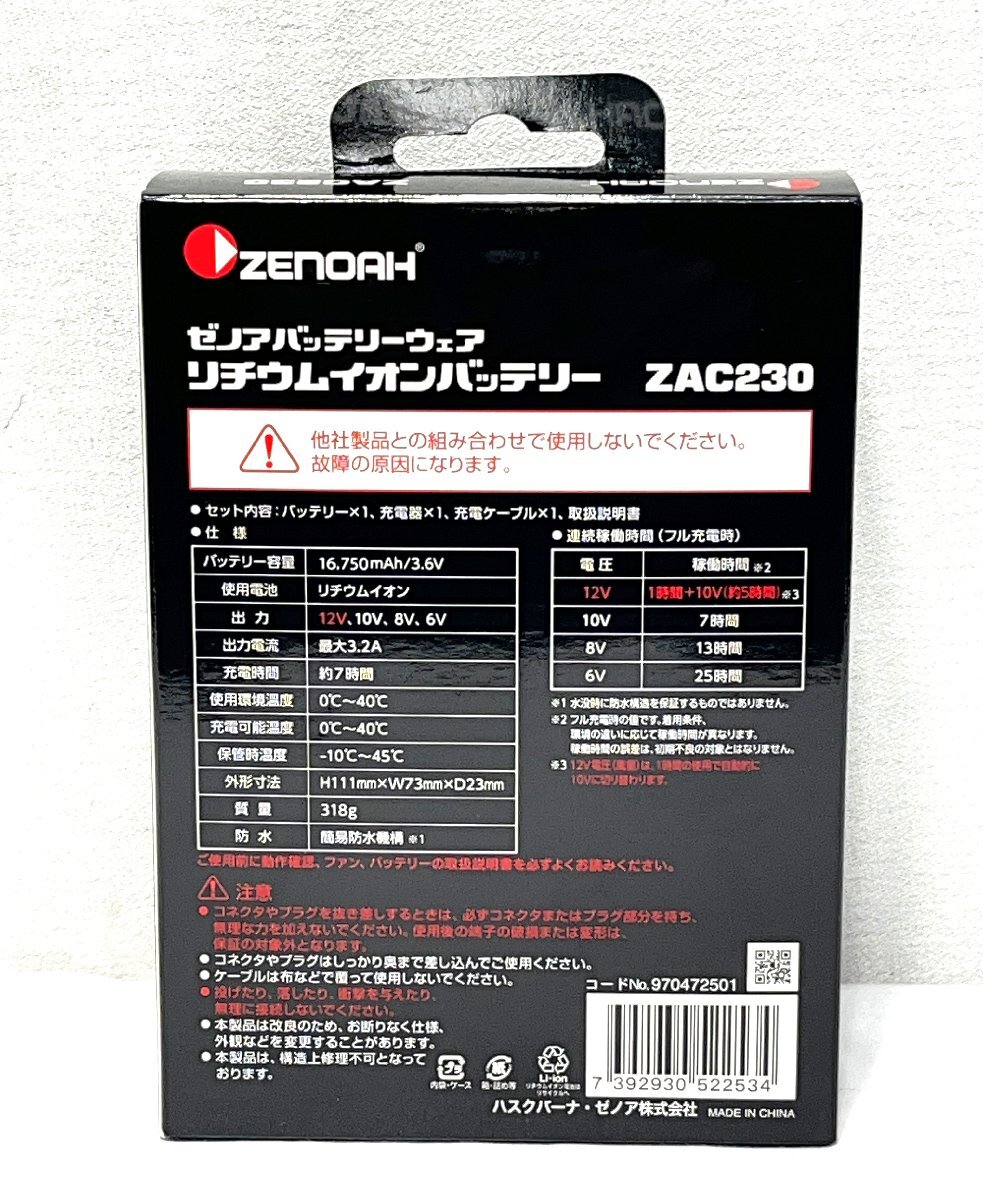 ZENOAH®
ゼノアバッテリーウェア
リチウムイオンバッテリー ZAC230
他社製品との組み合わせで使用しないでください。
故障の原因になります。
●セット内容：バッテリー×1、充電器×1、充電ケーブル×1、取扱説明書
●仕 様
バッテリー容量 16.750mAh/3.6V
使用電池 リチウムイオン
出 力 12V、10V、8V、6V
出力電流 最大3.2A
充電時間 約7時間
使用環境温度 0℃～40℃
充電可能温度 0℃～40℃
保管時温度 -10℃～45℃
外形寸法 H111mm×W73mm×D23mm
質 量 318g
防 水 簡易防水機構 ※1
●連続稼働時間（フル充電時）
電 圧 稼働時間 ※2
12V 1時間＋10V（約5時間）※3
10V 7時間
8V 13時間
6V 25時間
※1 水没時に防水構造を保証するものではありません。
※2 フル充電時の値です。着用条件、
環境の違いに応じて稼働時間が異なります。
稼働時間の誤差は、初期不良の対象とはなりません。
※3 12V電圧（風量）は、1時間の使用で自動的に
10Vに切り替わります。
ご使用前に動作確認、ファン、バッテリーの取扱説明書を必ずよくお読みください。
注意
●コネクタやプラグを抜き差しするときは、必ずコネクタまたはプラグ部分を持ち、
無理な力を加えないでください。使用後の端子の破損または変形は、
保証の対象外となります。
●コネクタやプラグはしっかり奥まで差し込んでご使用ください。
●ケーブルは布などで覆って使用しないでください。
●投げたり、落したり、衝撃を与えたり、
無理に接続しないでください。
●本製品は改良のため、お断りなく仕様、
外観などを変更することがあります。
●本製品は、構造上修理不可となって
おります。
コードNo.970472501
7 392930 522534
プラ
内袋・ケース
紙
箱・詰め等
Li-ion
リチウムイオン電池は
リサイクルへ
ハスクバーナ・ゼノア株式会社 MADE IN CHINA